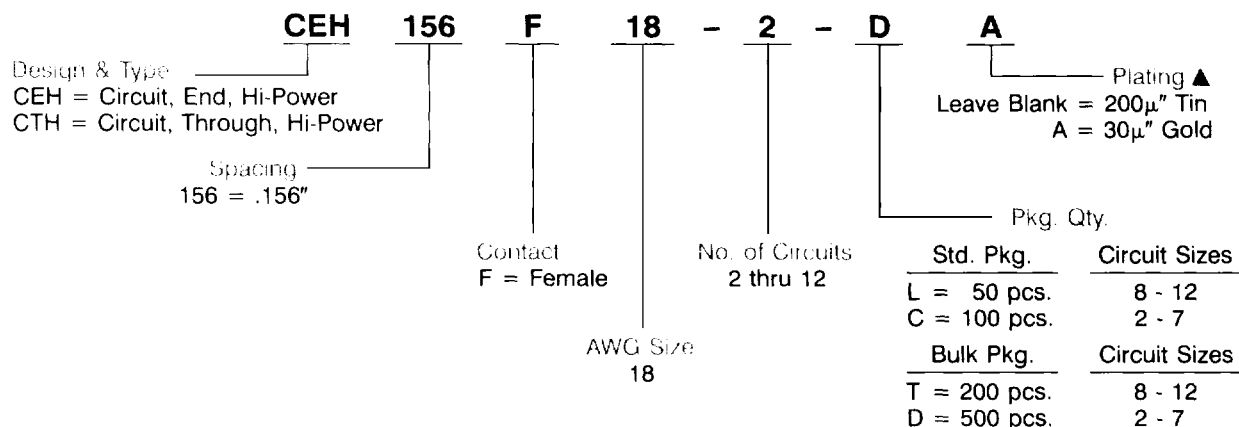 CEH 156 F 18 - 2 - D A
Design & Type
CEH = Circuit, End, Hi-Power
CTH = Circuit, Through, Hi-Power
Spacing
156 = .156"
Contact
F = Female
AWG Size
18
No. of Circuits
2 thru 12
Plating ▲
Leave Blank = 200µ" Tin
A = 30µ" Gold
Pkg. Qty.
Std. Pkg. Circuit Sizes
L = 50 pcs. 8 - 12
C = 100 pcs. 2 - 7
Bulk Pkg. Circuit Sizes
T = 200 pcs. 8 - 12
D = 500 pcs. 2 - 7